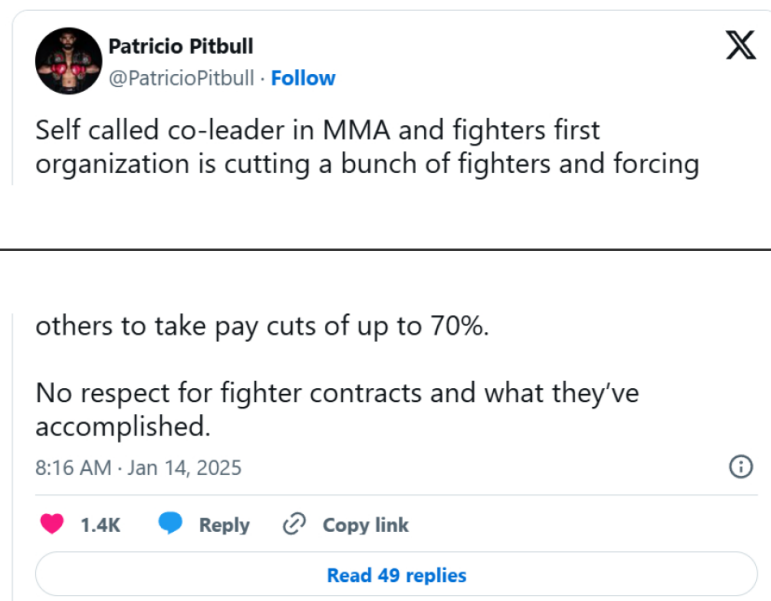 Patricio Pitbull
@PatricioPitbull · Follow
Self called co-leader in MMA and fighters first
organization is cutting a bunch of fighters and forcing
others to take pay cuts of up to 70%.
No respect for fighter contracts and what they’ve
accomplished.
8:16 AM · Jan 14, 2025
1.4K Reply Copy link
Read 49 replies